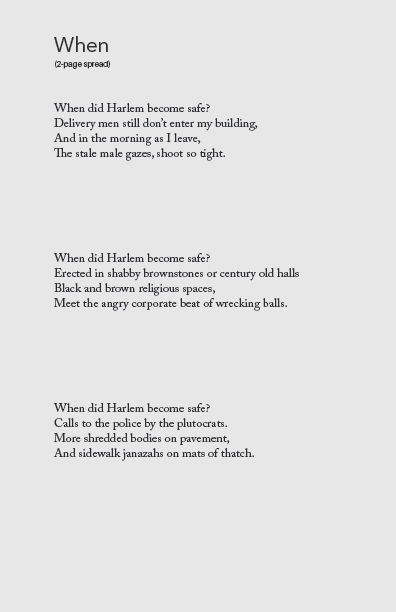 When
(2-page spread)
When did Harlem become safe?
Delivery men still don't enter my building,
And in the morning as I leave,
The stale male gazes, shoot so tight.
When did Harlem become safe?
Erected in shabby brownstones or century old halls
Black and brown religious spaces,
Meet the angry corporate beat of wrecking balls.
When did Harlem become safe?
Calls to the police by the plutocrats.
More shredded bodies on pavement,
And sidewalk janazahs on mats of thatch.